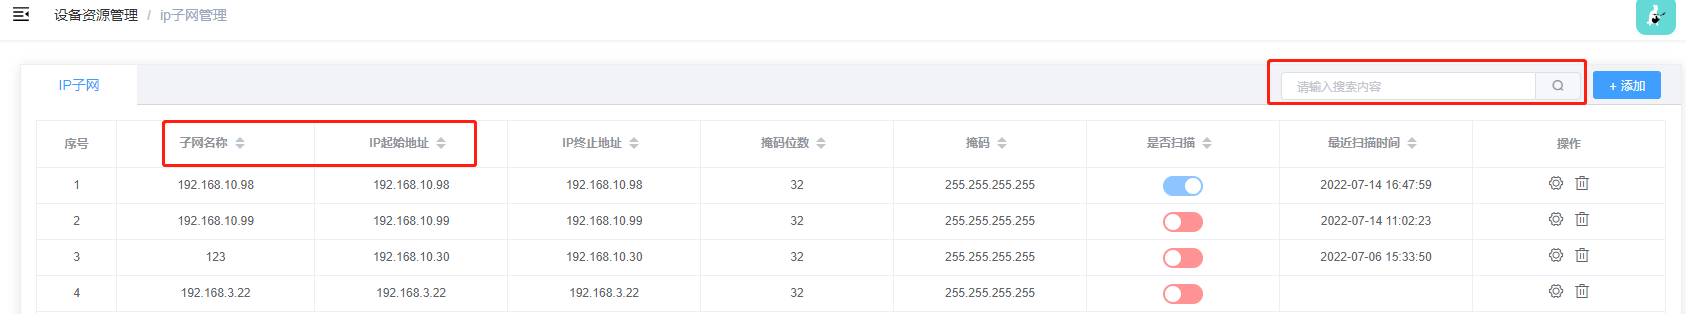 设备资源管理 / ip子网管理
IP子网 请输入搜索内容 + 添加
序号 子网名称 IP起始地址 IP终止地址 掩码位数 掩码 是否扫描 最近扫描时间 操作
1 192.168.10.98 192.168.10.98 192.168.10.98 32 255.255.255.255 2022-07-14 16:47:59
2 192.168.10.99 192.168.10.99 192.168.10.99 32 255.255.255.255 2022-07-14 11:02:23
3 123 192.168.10.30 192.168.10.30 32 255.255.255.255 2022-07-06 15:33:50
4 192.168.3.22 192.168.3.22 192.168.3.22 32 255.255.255.255